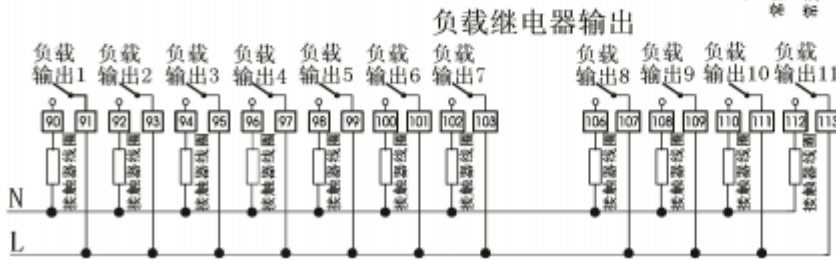 负载继电器输出
负载 负载 负载 负载 负载 负载 负载 负载 负载 负载 负载
输出1 输出2 输出3 输出4 输出5 输出6 输出7 输出8 输出9 输出10 输出11
90 91 92 93 94 95 96 97 98 99 100 101 102 103 106 107 108 109 110 111 112 113
接触器线圈 接触器线圈 接触器线圈 接触器线圈 接触器线圈 接触器线圈 接触器线圈 接触器线圈 接触器线圈 接触器线圈 接触器线圈
N
L